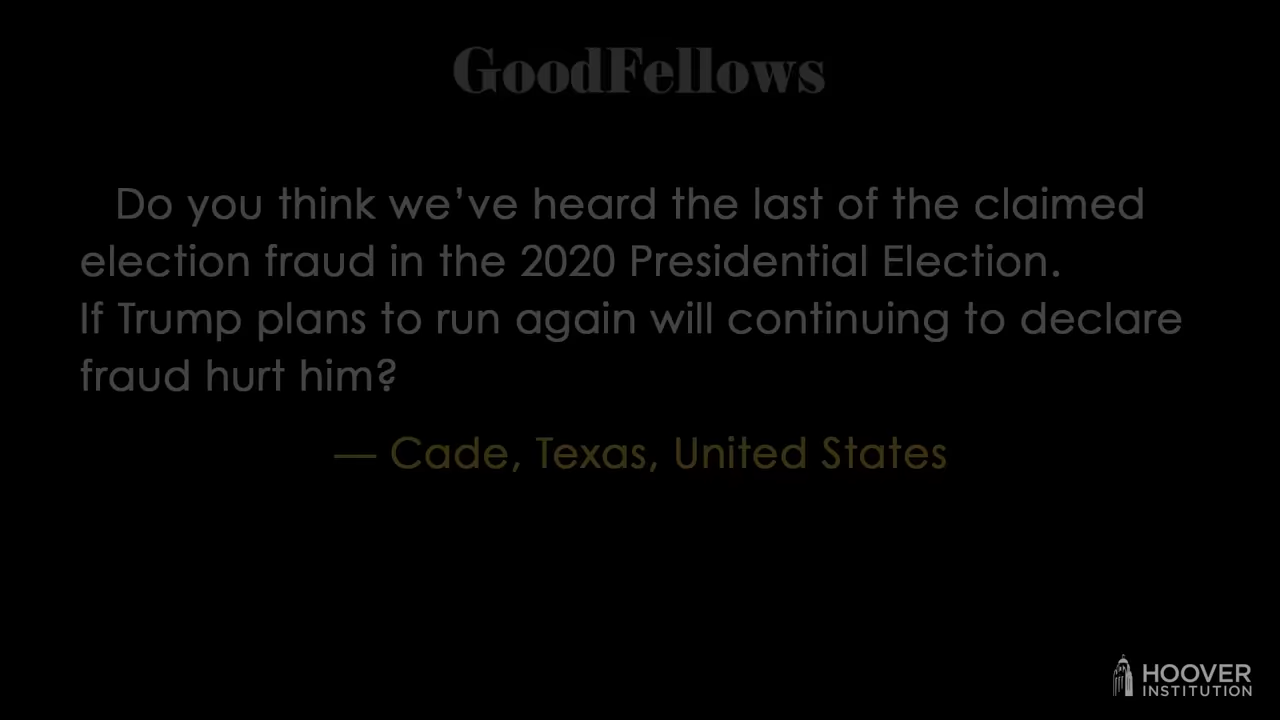 GoodFellows
Do you think we’ve heard the last of the claimed
election fraud in the 2020 Presidential Election.
If Trump plans to run again will continuing to declare
fraud hurt him?
— Cade, Texas, United States
HOOVER
INSTITUTION